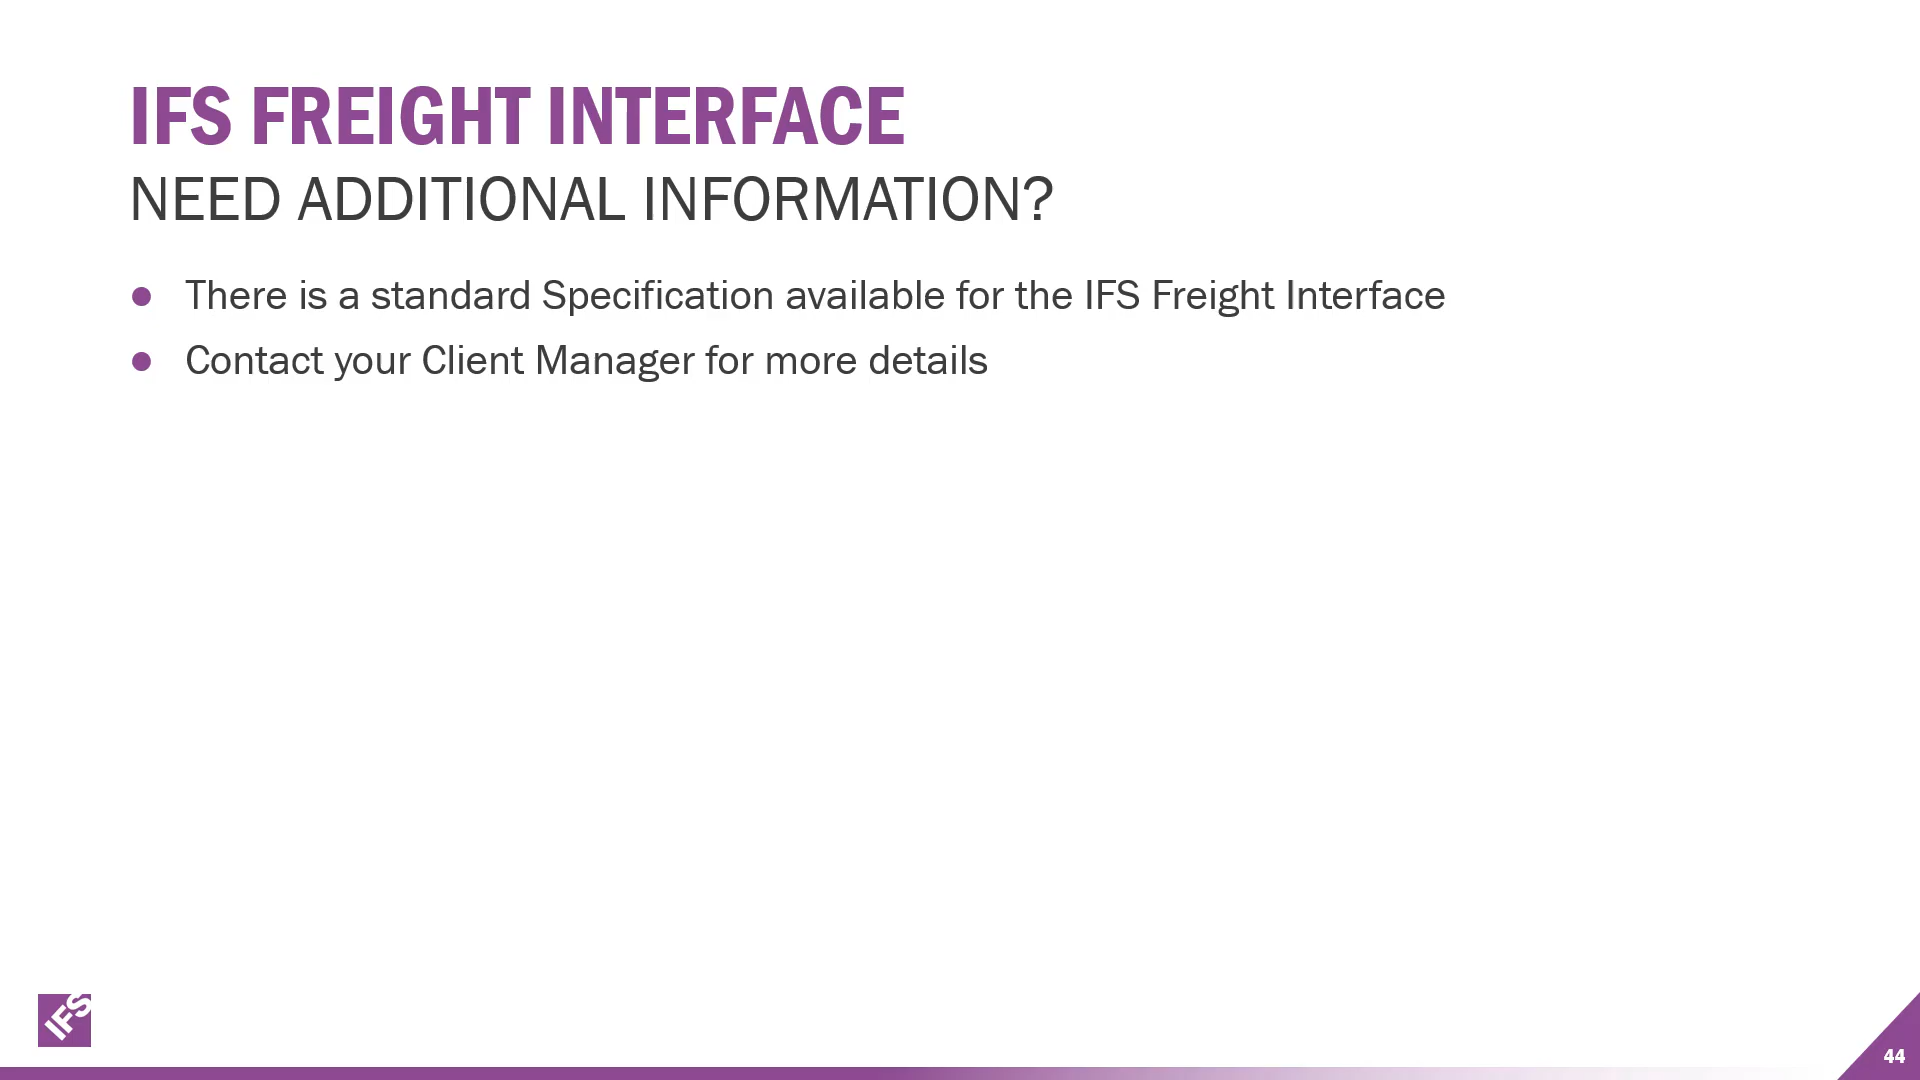 IFS FREIGHT INTERFACE
NEED ADDITIONAL INFORMATION?
● There is a standard Specification available for the IFS Freight Interface
● Contact your Client Manager for more details
IFS
44